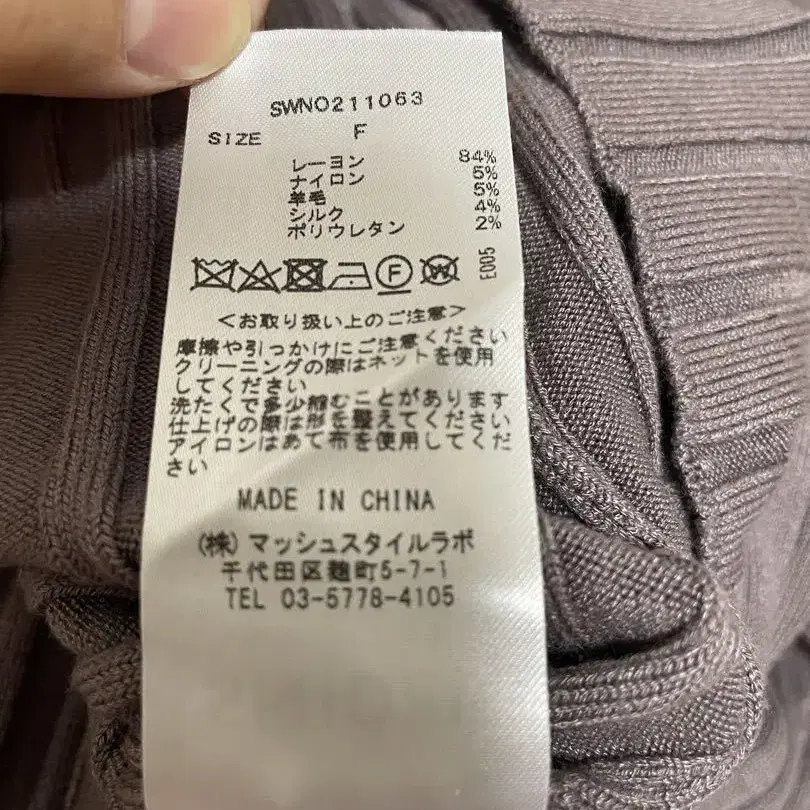 SWNO211063
SIZE F
レーヨン 84%
ナイロン 5%
羊毛 5%
シルク 4%
ポリウレタン 2%
F W E005
＜お取り扱い上のご注意＞
摩擦や引っかけにご注意ください
クリーニングの際はネットを使用
してください
洗たくで多少縮むことがあります
仕上げの際は形を整えてください
アイロンはあて布を使用してくだ
さい
MADE IN CHINA
(株)マッシュスタイルラボ
千代田区麹町5-7-1
TEL 03-5778-4105